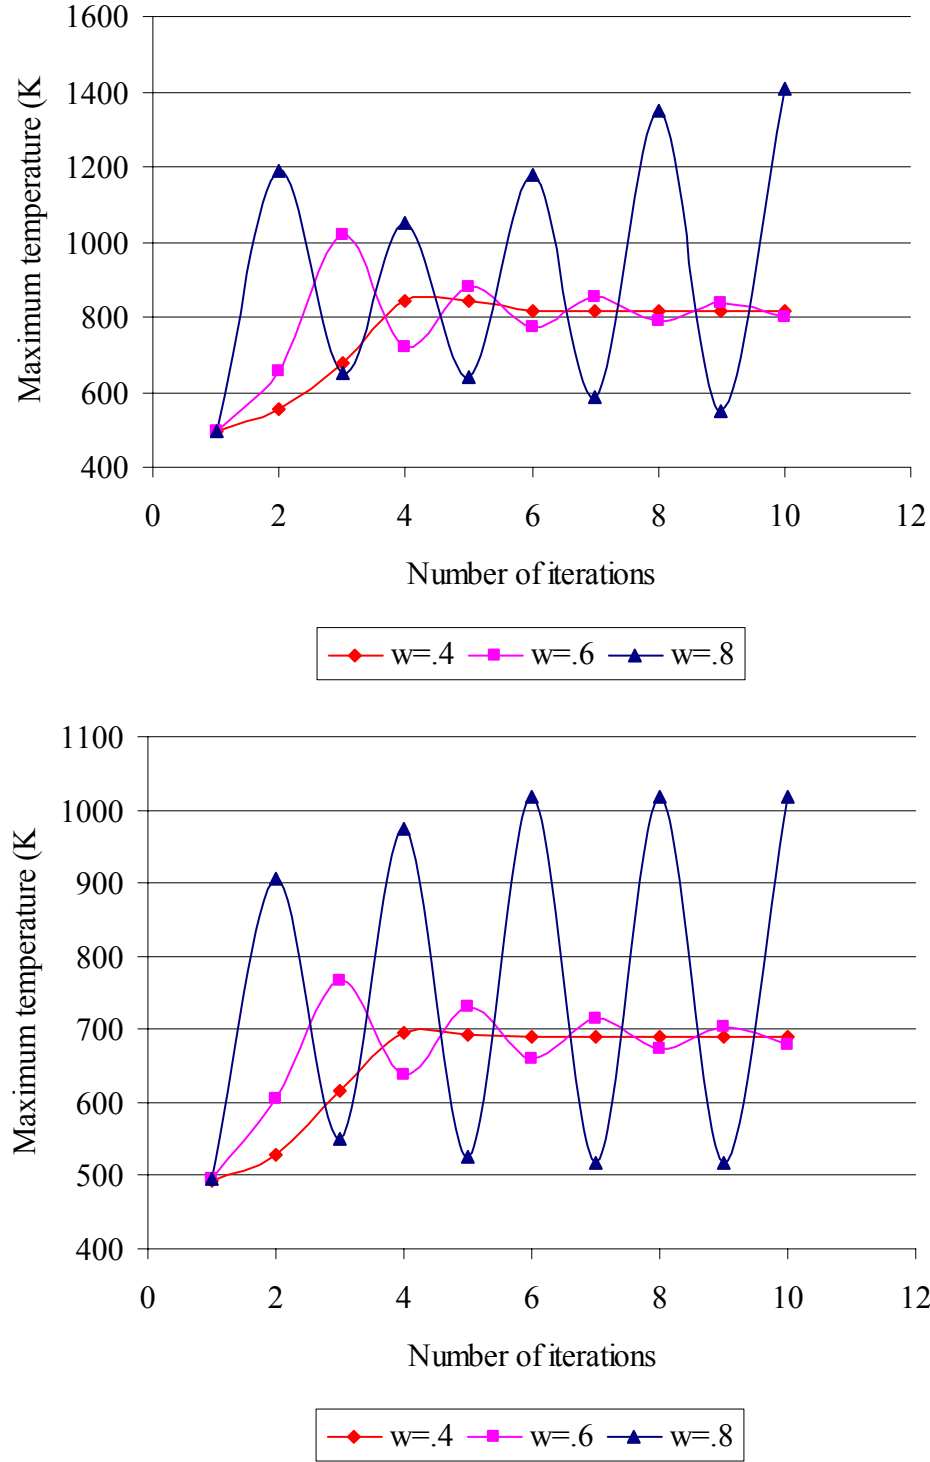 1600
1400
1200
1000
800
600
400
Maximum temperature (K
0 2 4 6 8 10 12
Number of iterations
w=.4 w=.6 w=.8
1100
1000
900
800
700
600
500
400
Maximum temperature (K
0 2 4 6 8 10 12
Number of iterations
w=.4 w=.6 w=.8